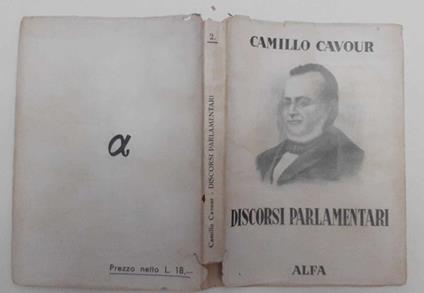 α
Prezzo netto L. 18,—
2.
Camillo Cavour - DISCORSI PARLAMENTARI
CAMILLO CAVOUR
DISCORSI PARLAMENTARI
ALFA